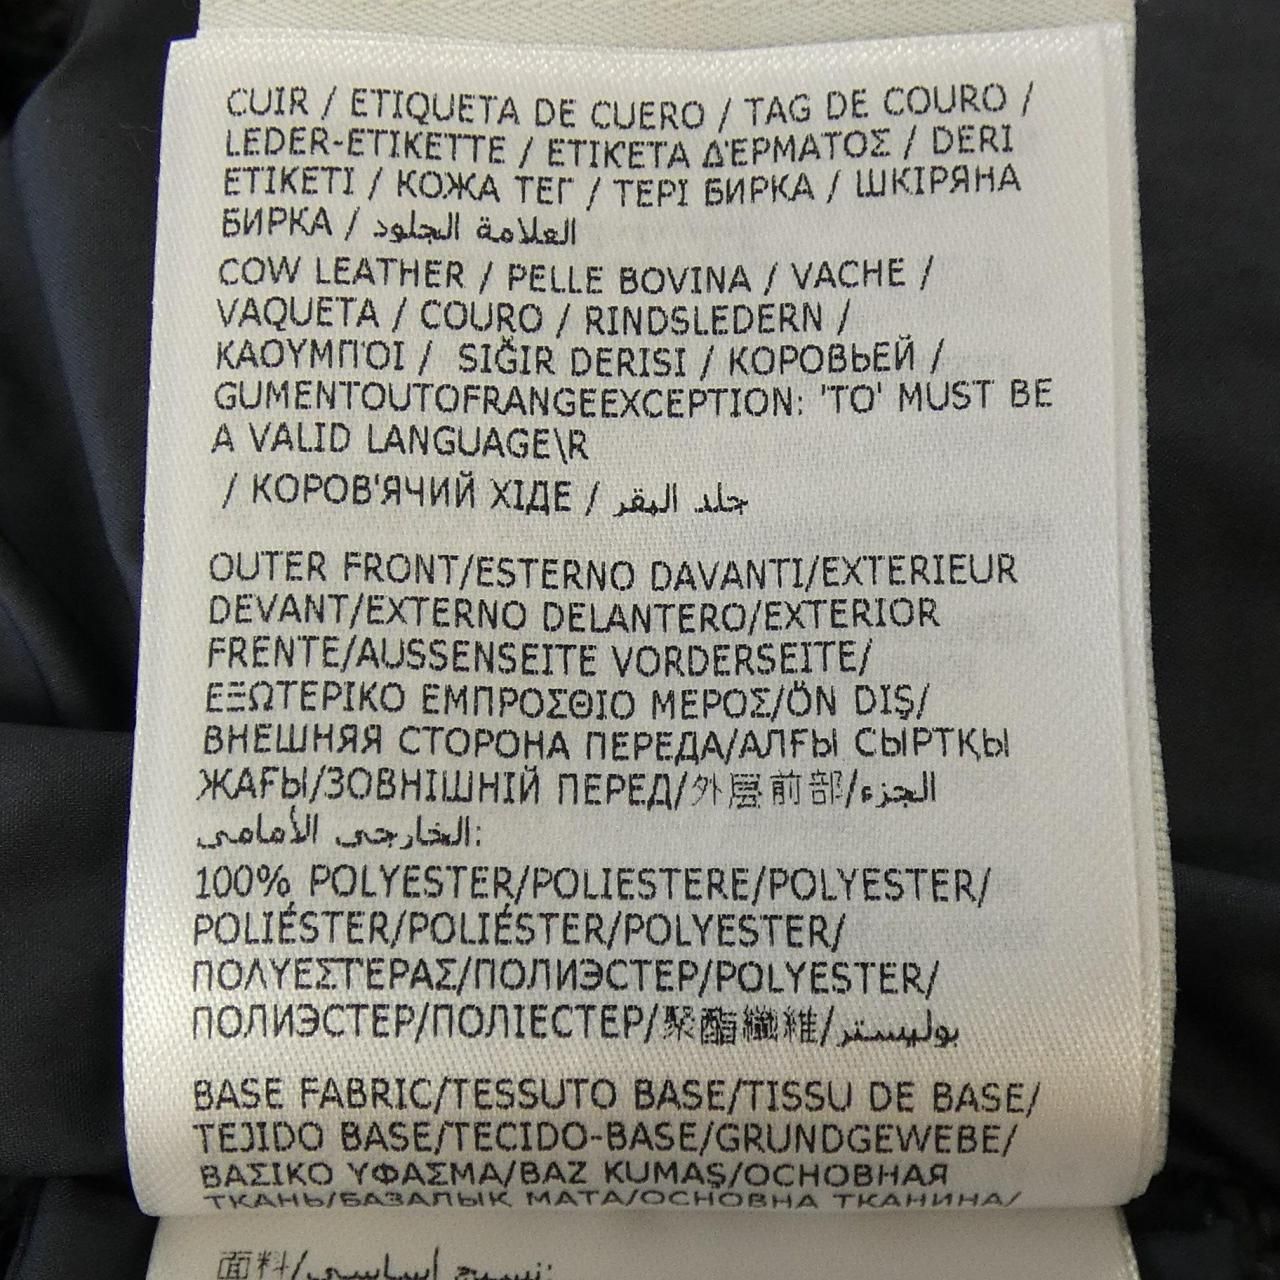 CUIR / ETIQUETA DE CUERO / TAG DE COURO /
LEDER-ETIKETTE / ΕΤΙΚΈΤΑ ΔΈΡΜΑΤΟΣ / DERI
ETIKETI / КОЖА ТЕГ / ТЕРІ БИРКА / ШКІРЯНА
БИРКА / العلامة الجلود
COW LEATHER / PELLE BOVINA / VACHE /
VAQUETA / COURO / RINDSLEDERN /
ΚΑΟΥΜΠΌΙ / SIĞIR DERISI / КОРОВЬЕЙ /
GUMENTOUTOFRANGEEXCEPTION: 'TO' MUST BE
A VALID LANGUAGE\R
/ КОРОВ'ЯЧИЙ ХІДЕ / جلد البقر
OUTER FRONT/ESTERNO DAVANTI/EXTERIEUR
DEVANT/EXTERNO DELANTERO/EXTERIOR
FRENTE/AUSSENSEITE VORDERSEITE/
ΕΞΩΤΕΡΙΚΟ ΕΜΠΡΟΣΘΙΟ ΜΕΡΟΣ/ÖN DIŞ/
ВНЕШНЯЯ СТОРОНА ПЕРЕДА/АЛҒЫ СЫРТҚЫ
ЖАҒЫ/ЗОВНІШНІЙ ПЕРЕД/外层前部/الجزء
الخارجي الأمامي:
100% POLYESTER/POLIESTERE/POLYESTER/
POLIÉSTER/POLIÉSTER/POLYESTER/
ΠΟΛΥΕΣΤΈΡΑΣ/ПОЛИЭСТЕР/POLYESTER/
ПОЛИЭСТЕР/ПОЛІЕСТЕР/聚酯纖維/بوليستر
BASE FABRIC/TESSUTO BASE/TISSU DE BASE/
TEJIDO BASE/TECIDO-BASE/GRUNDGEWEBE/
ΒΑΣΙΚΟ ΥΦΑΣΜΑ/BAZ KUMAŞ/ОСНОВНАЯ
ТКАНЬ/БАЗАЛЫК МАТА/ОСНОВНА ТКАНИНА/
面料/نسيج أساسي: